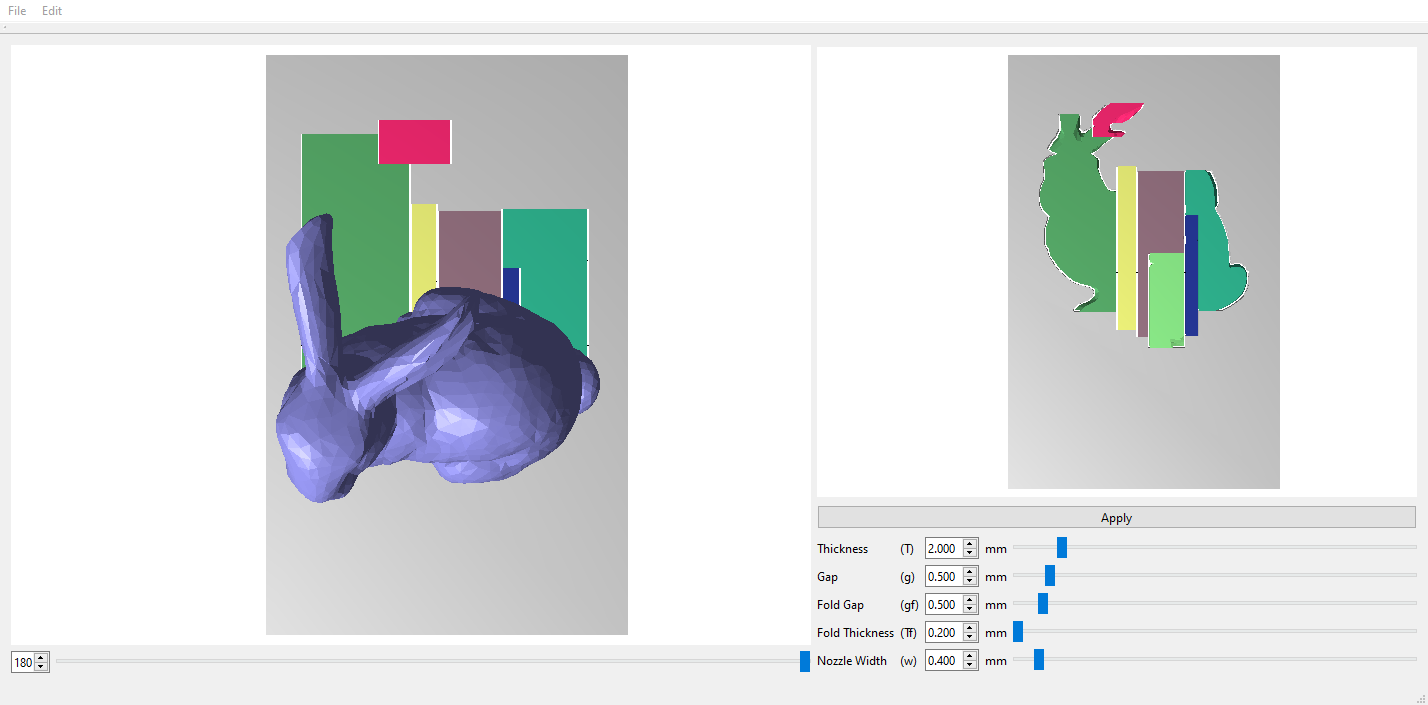 File Edit
Apply
Thickness (T) 2.000 mm
Gap (g) 0.500 mm
Fold Gap (gf) 0.500 mm
Fold Thickness (Tf) 0.200 mm
180 Nozzle Width (w) 0.400 mm